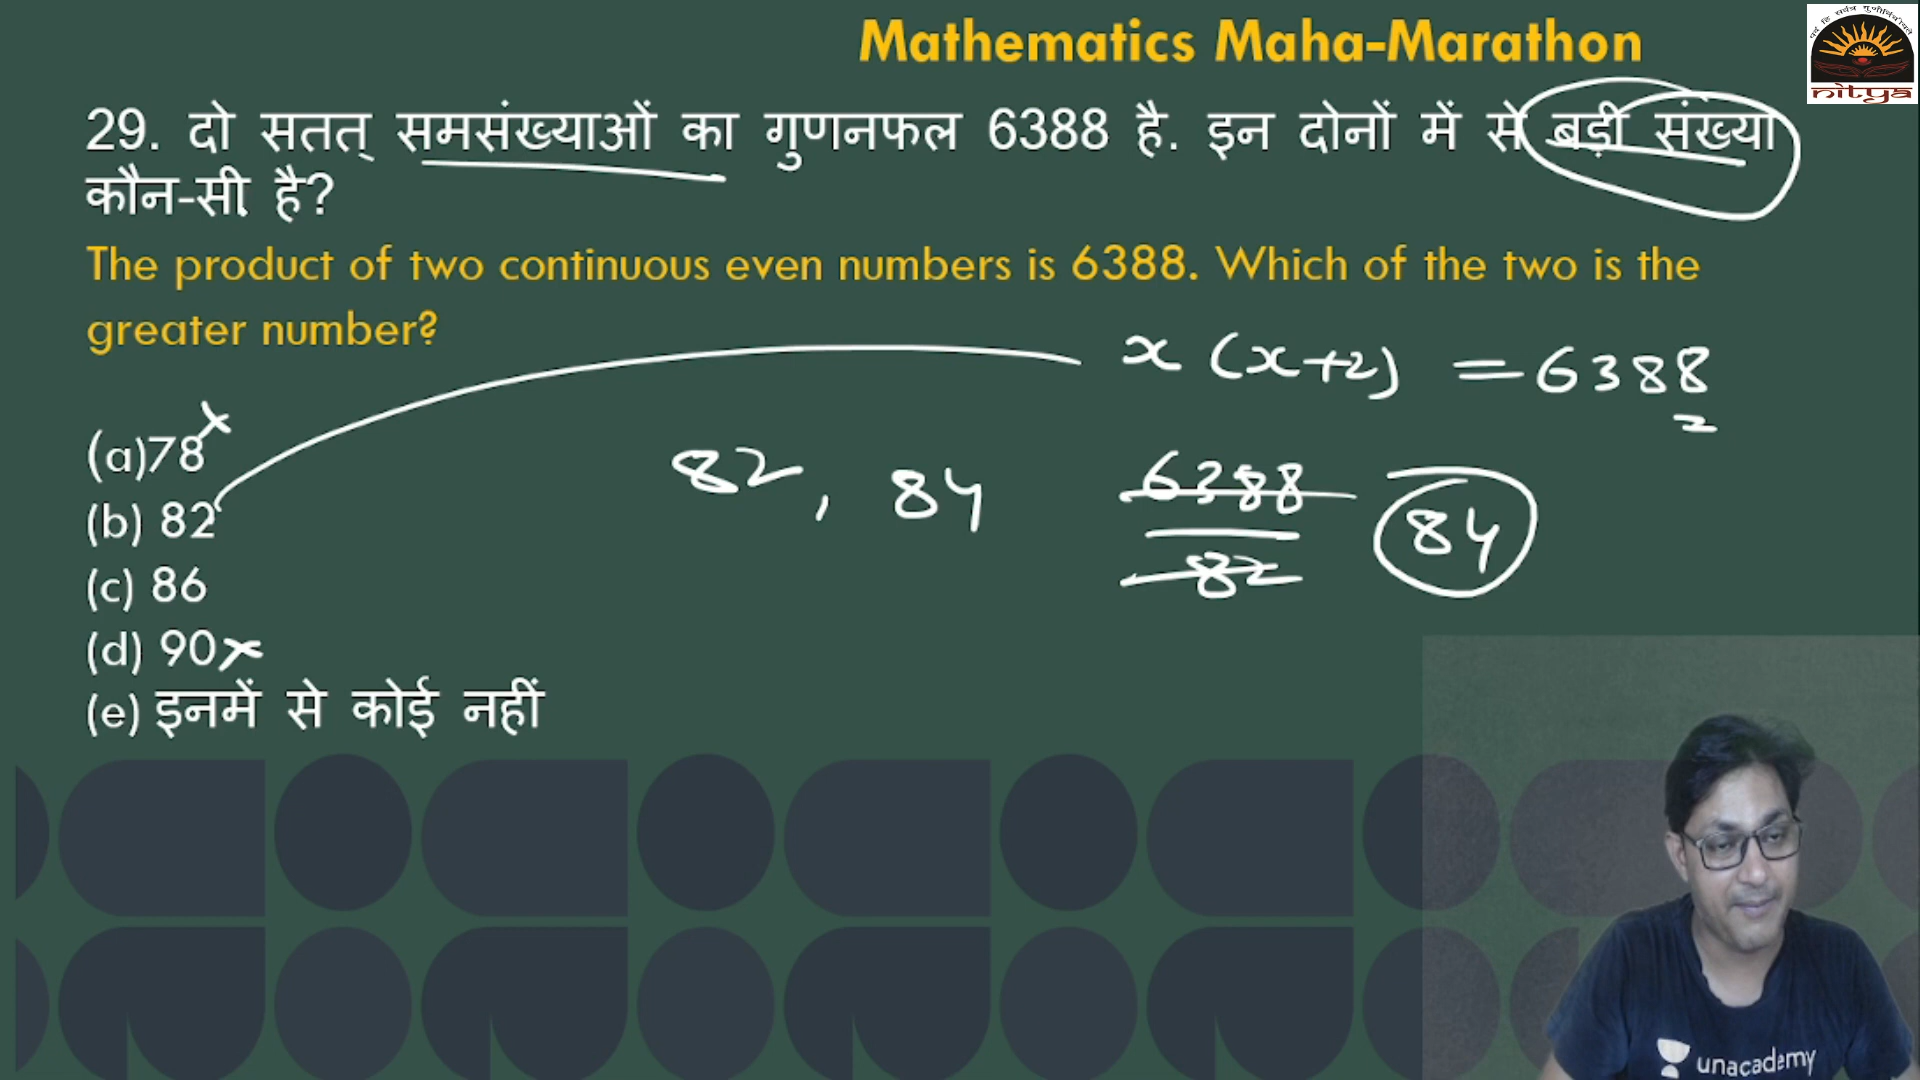 Mathematics Maha-Marathon
nitya
29. दो सतत् समसंख्याओं का गुणनफल 6388 है. इन दोनों में से बड़ी संख्या
कौन-सी है?
The product of two continuous even numbers is 6388. Which of the two is the
greater number?
x (x+2) = 6388
(a)78
(b) 82
(c) 86
(d) 90
(e) इनमें से कोई नहीं
82, 84
6388
82
84
unacademy